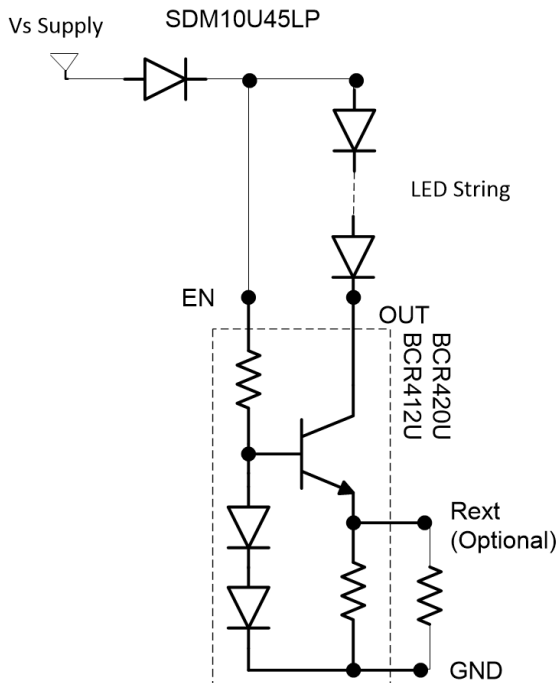 SDM10U45LP
Vs Supply
LED String
EN
OUT
BCR420U
BCR412U
Rext
(Optional)
GND